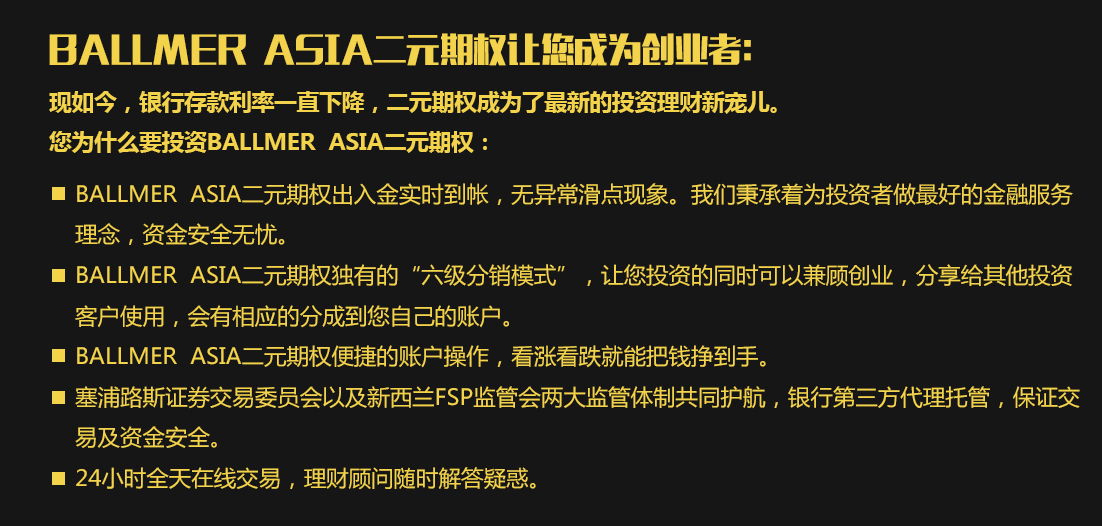 BALLMER ASIA二元期权让您成为创业者:
现如今，银行存款利率一直下降，二元期权成为了最新的投资理财新宠儿。
您为什么要投资BALLMER ASIA二元期权：
■ BALLMER ASIA二元期权出入金实时到帐，无异常滑点现象。我们秉承着为投资者做最好的金融服务
理念，资金安全无忧。
■ BALLMER ASIA二元期权独有的“六级分销模式”，让您投资的同时可以兼顾创业，分享给其他投资
客户使用，会有相应的分成到您自己的账户。
■ BALLMER ASIA二元期权便捷的账户操作，看涨看跌就能把钱挣到手。
■ 塞浦路斯证券交易委员会以及新西兰FSP监管会两大监管体制共同护航，银行第三方代理托管，保证交
易及资金安全。
■ 24小时全天在线交易，理财顾问随时解答疑惑。